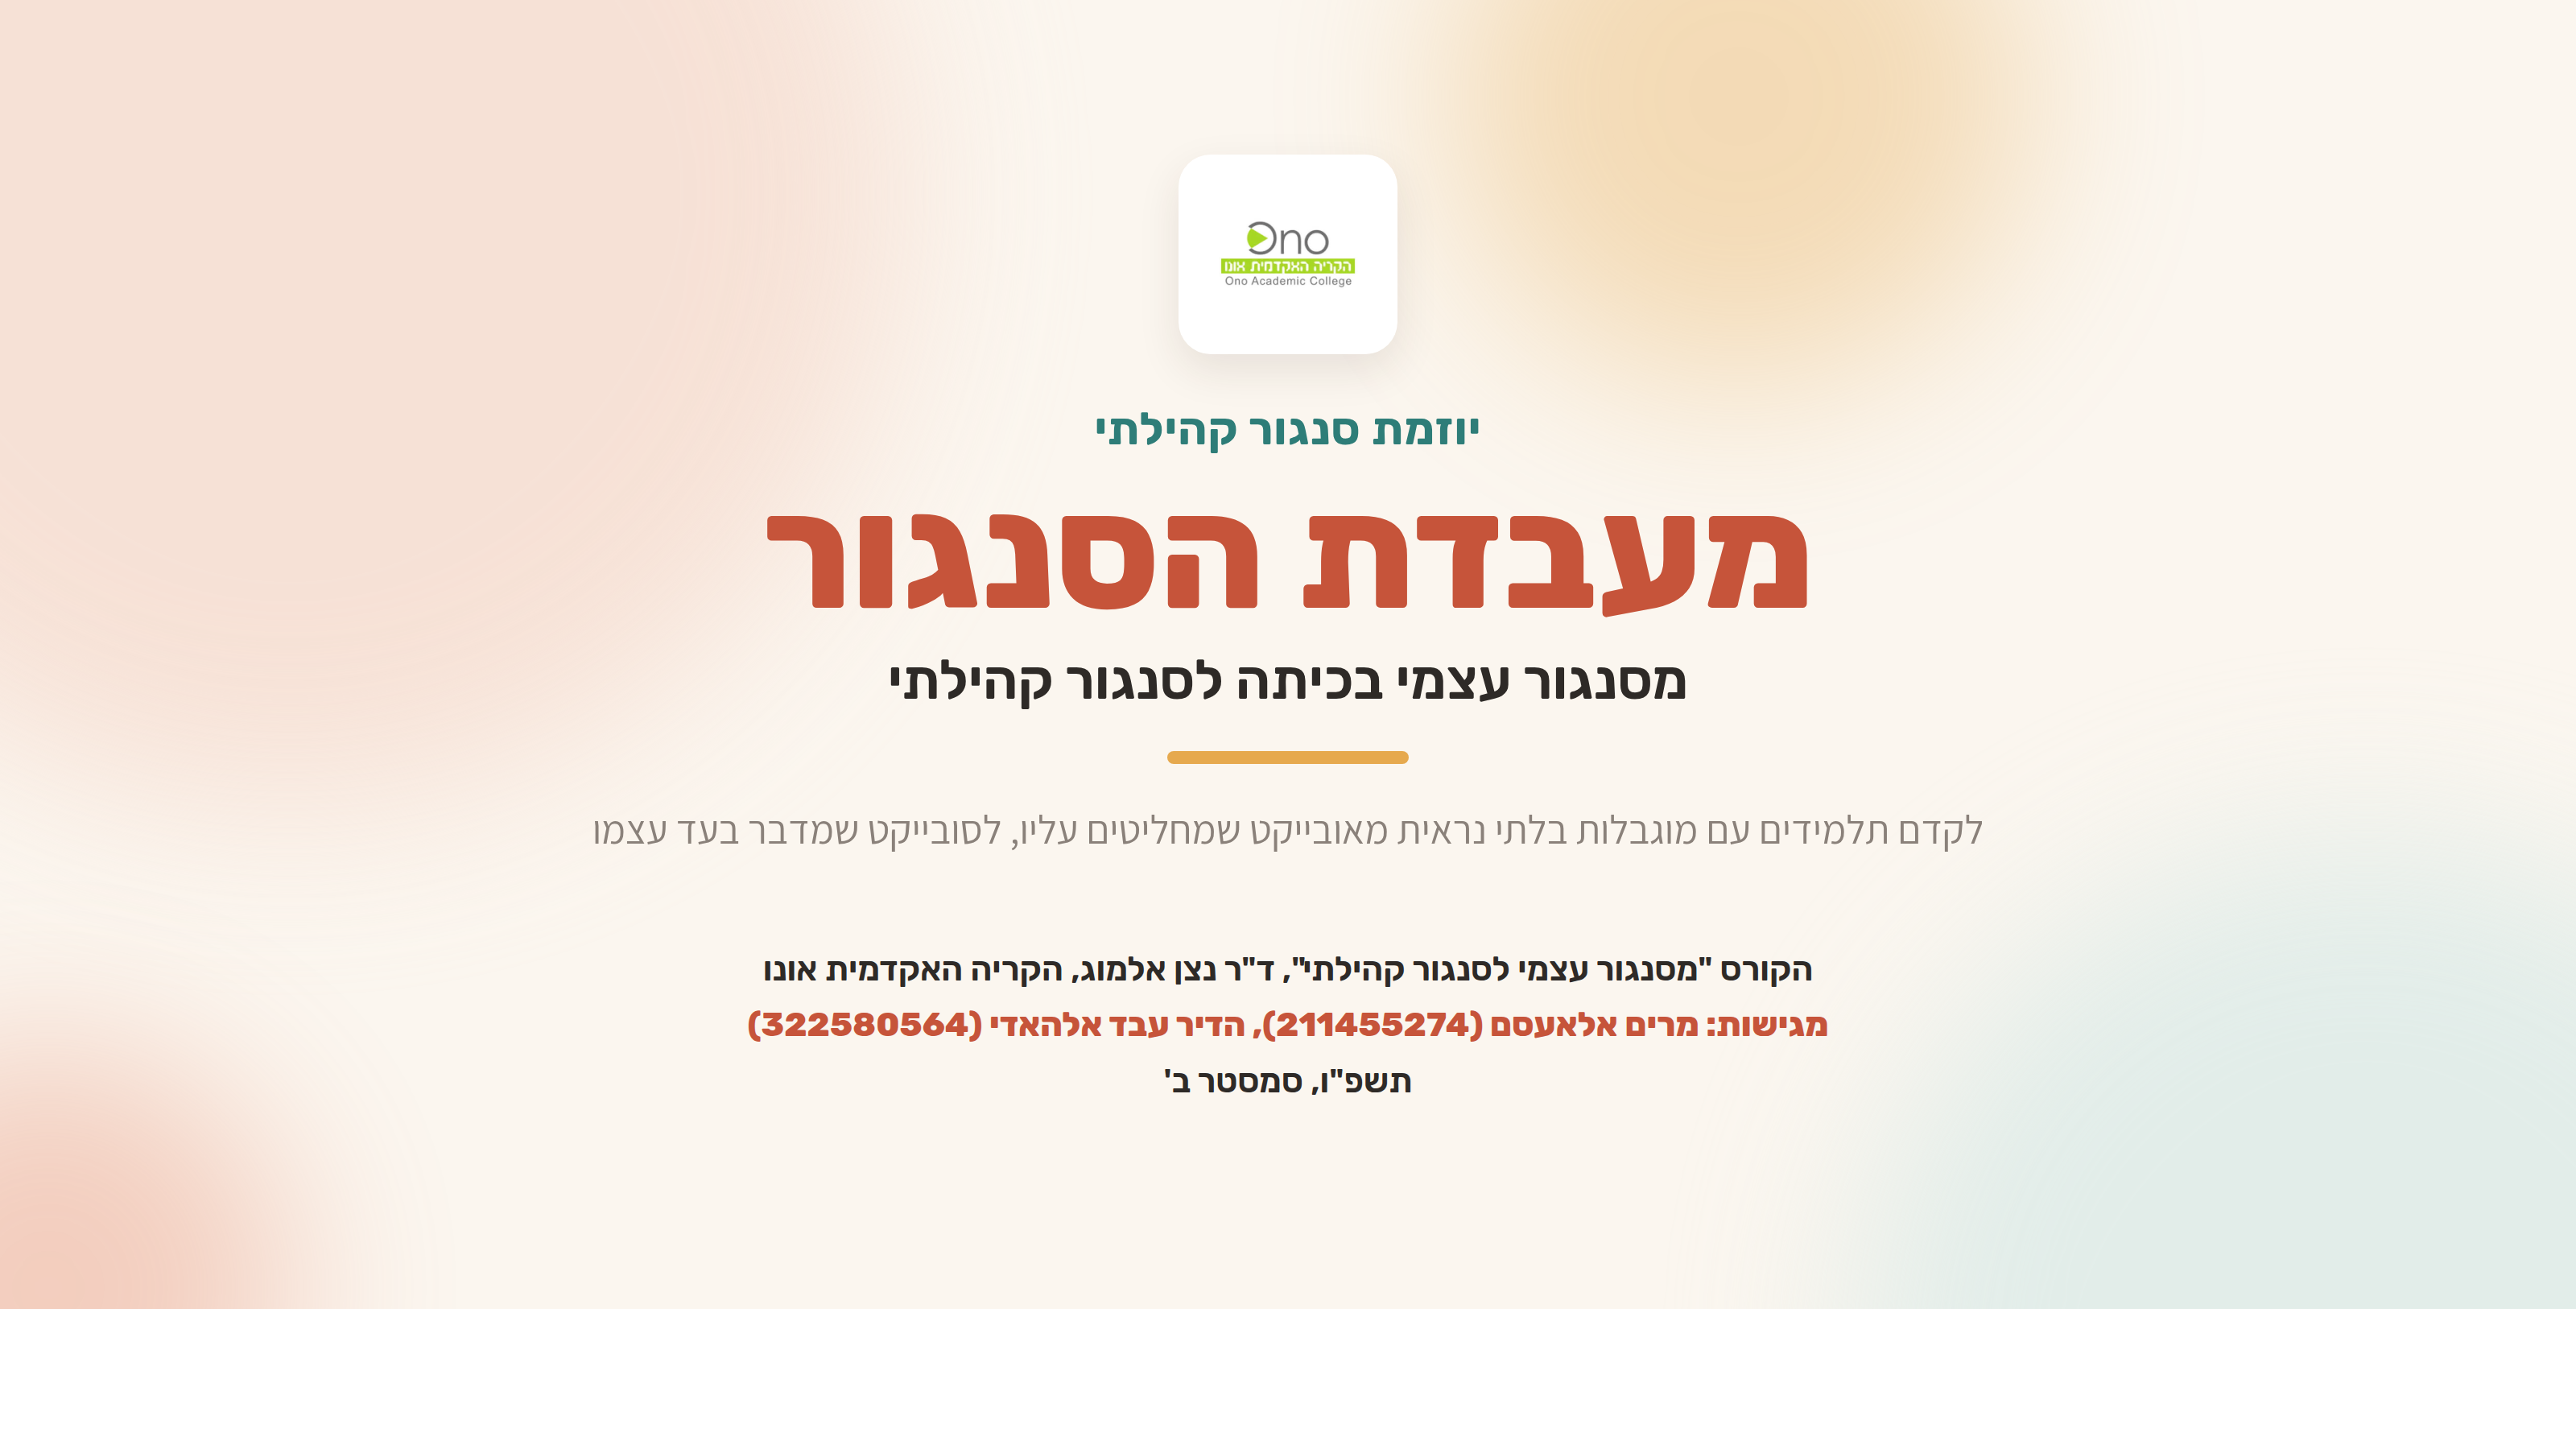 Ono
הקריה האקדמית אונו
Ono Academic College
יוזמת סנגור קהילתי
מעבדת הסנגור
מסנגור עצמי בכיתה לסנגור קהילתי
לקדם תלמידים עם מוגבלות בלתי נראית מאובייקט שמחליטים עליו, לסובייקט שמדבר בעד עצמו
הקורס "מסנגור עצמי לסנגור קהילתי", ד"ר נצן אלמוג, הקריה האקדמית אונו
מגישות: מרים אלאעסם (211455274), הדיר עבד אלהאדי (322580564)
תשפ"ו, סמסטר ב'